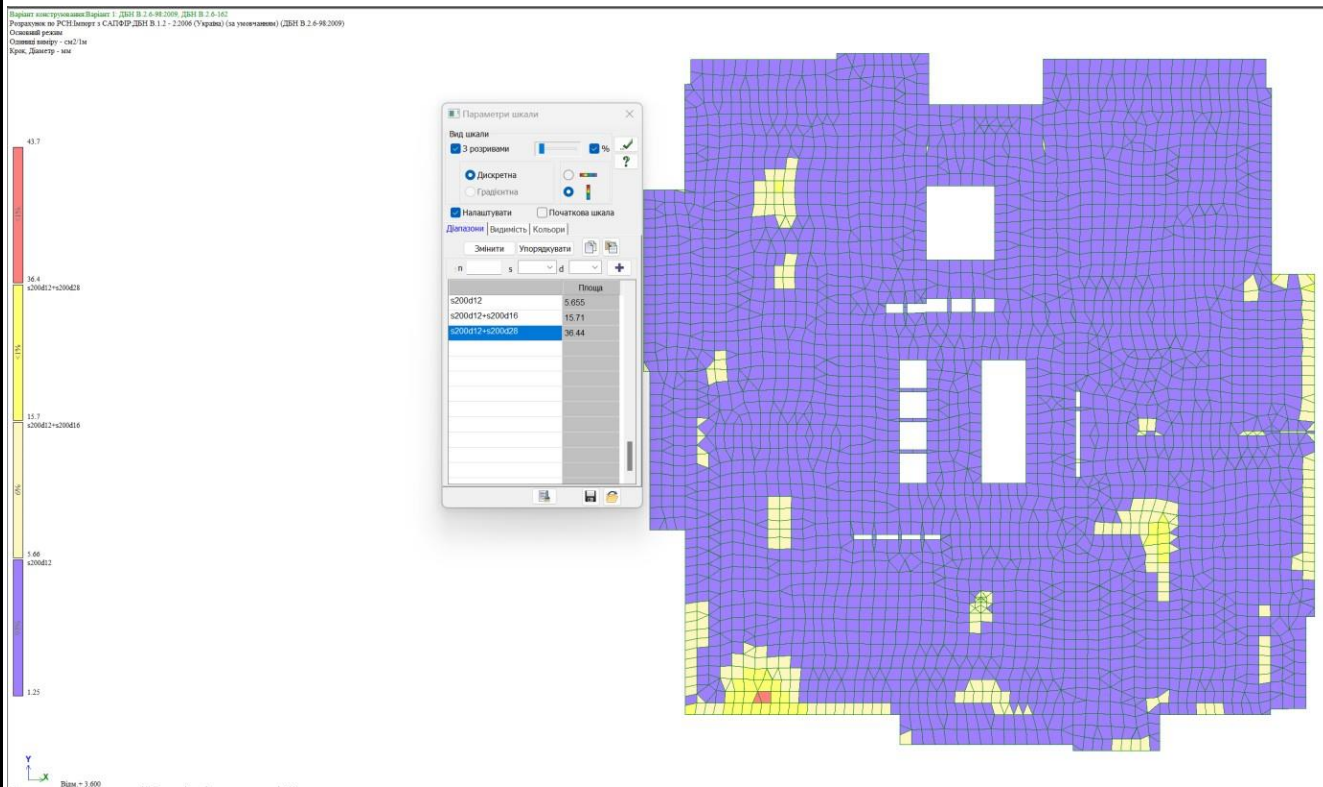 Варіант конструювання:Варіант 1: ДБН В.2.6-98:2009, ДБН В.2.6-162
Розрахунок по РСН:Імпорт з САПФІР:ДБН В.1.2 - 2:2006 (Україна) (за умовчанням) (ДБН В.2.6-98:2009)
Основний режим
Одиниці виміру - см2/1м
Крок, Діаметр - мм
43.7
<1%
36.4
s200d12+s200d28
<1%
15.7
s200d12+s200d16
6%
5.66
s200d12
1.25
Y
X
Відм.+ 3.600
Параметри шкали
Вид шкали
З розривами
%
?
Дискретна
Градієнтна
Налаштувати
Початкова шкала
Діапазони
Видимість
Кольори
Змінити
Упорядкувати
n
s
d
+
Площа
s200d12 5.655
s200d12+s200d16 15.71
s200d12+s200d28 36.44